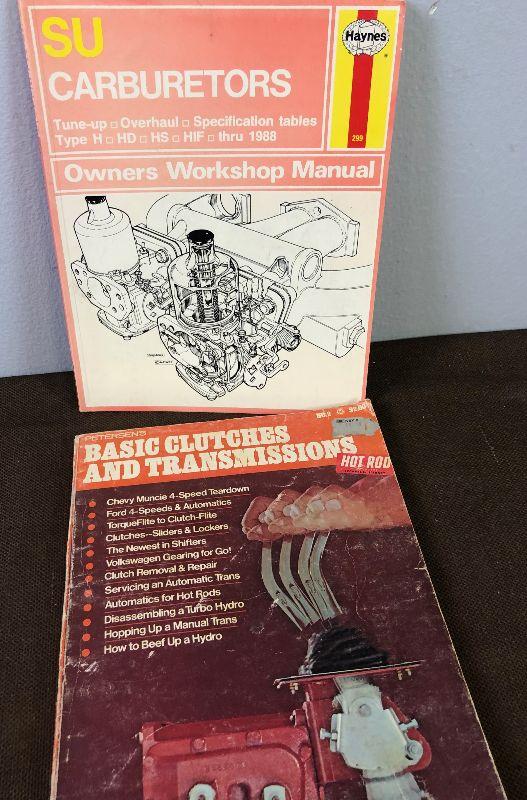 SU
CARBURETORS
Haynes
Tune-up □ Overhaul □ Specification tables
Type H □ HD □ HS □ HIF □ thru 1988
299
Owners Workshop Manual
PETERSEN'S
BASIC CLUTCHES
AND TRANSMISSIONS
HOT ROD
Chevy Muncie 4-Speed Teardown
Ford 4-Speeds & Automatics
TorqueFlite to Clutch-Flite
Clutches--Sliders & Lockers
The Newest in Shifters
Volkswagen Gearing for Go!
Clutch Removal & Repair
Servicing an Automatic Trans
Automatics for Hot Rods
Disassembling a Turbo Hydro
Hopping Up a Manual Trans
How to Beef Up a Hydro